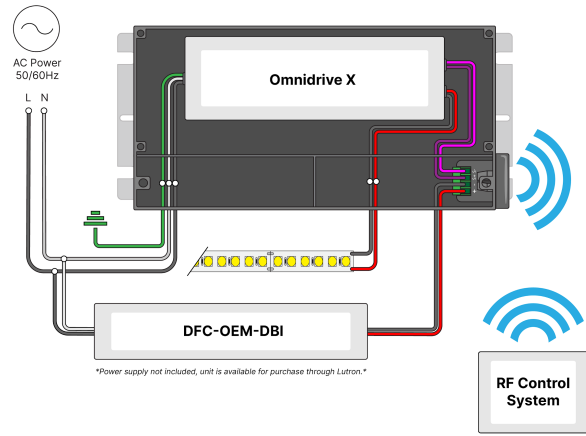 AC Power
50/60Hz
L N
Omnidrive X
DFC-OEM-DBI
*Power supply not included, unit is available for purchase through Lutron.*
RF Control
System